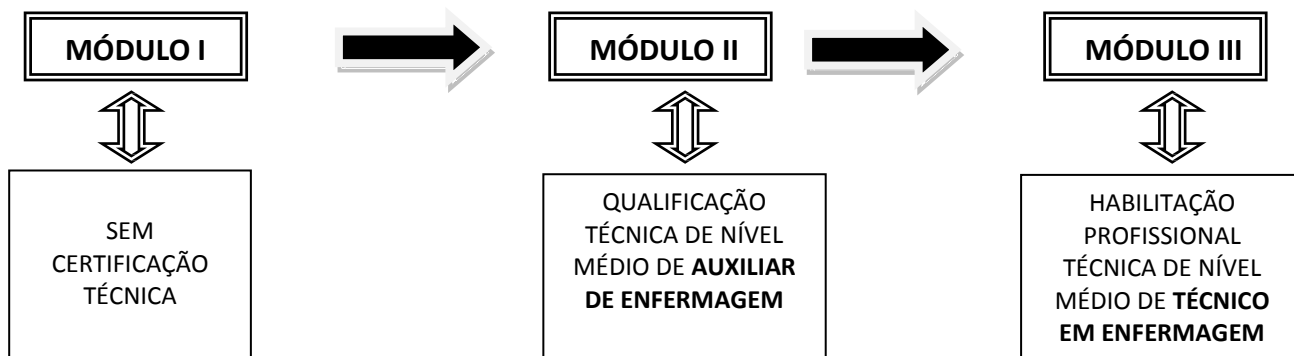 MÓDULO I
MÓDULO II
MÓDULO III
SEM
CERTIFICAÇÃO
TÉCNICA
QUALIFICAÇÃO
TÉCNICA DE NÍVEL
MÉDIO DE AUXILIAR
DE ENFERMAGEM
HABILITAÇÃO
PROFISSIONAL
TÉCNICA DE NÍVEL
MÉDIO DE TÉCNICO
EM ENFERMAGEM